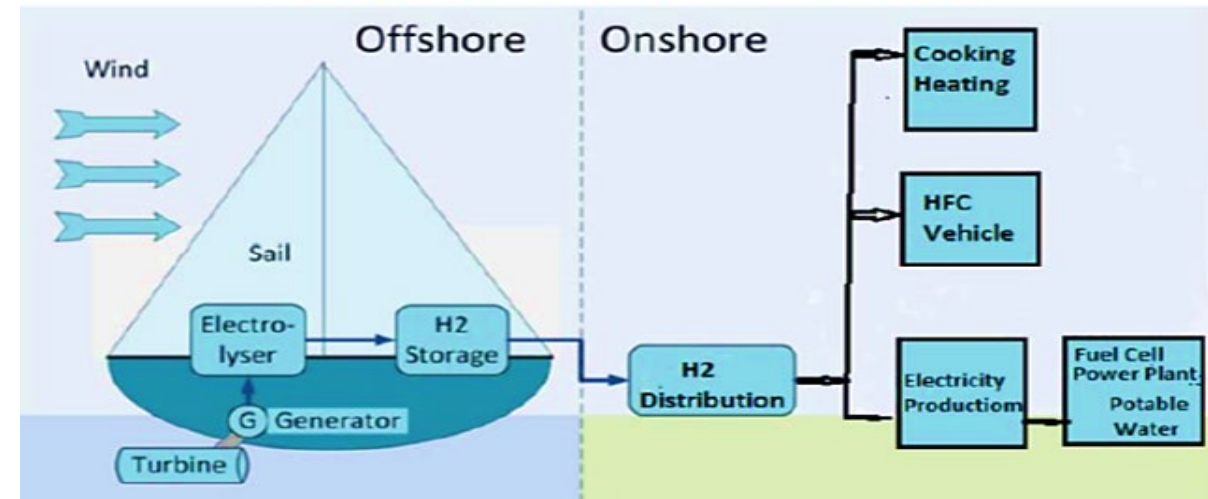 Offshore
Onshore
Wind
Sail
Electro-
lyser
H2
Storage
G
Generator
Turbine
H2
Distribution
Cooking
Heating
HFC
Vehicle
Electricity
Productiom
Fuel Cell
Power Plant
Potable
Water